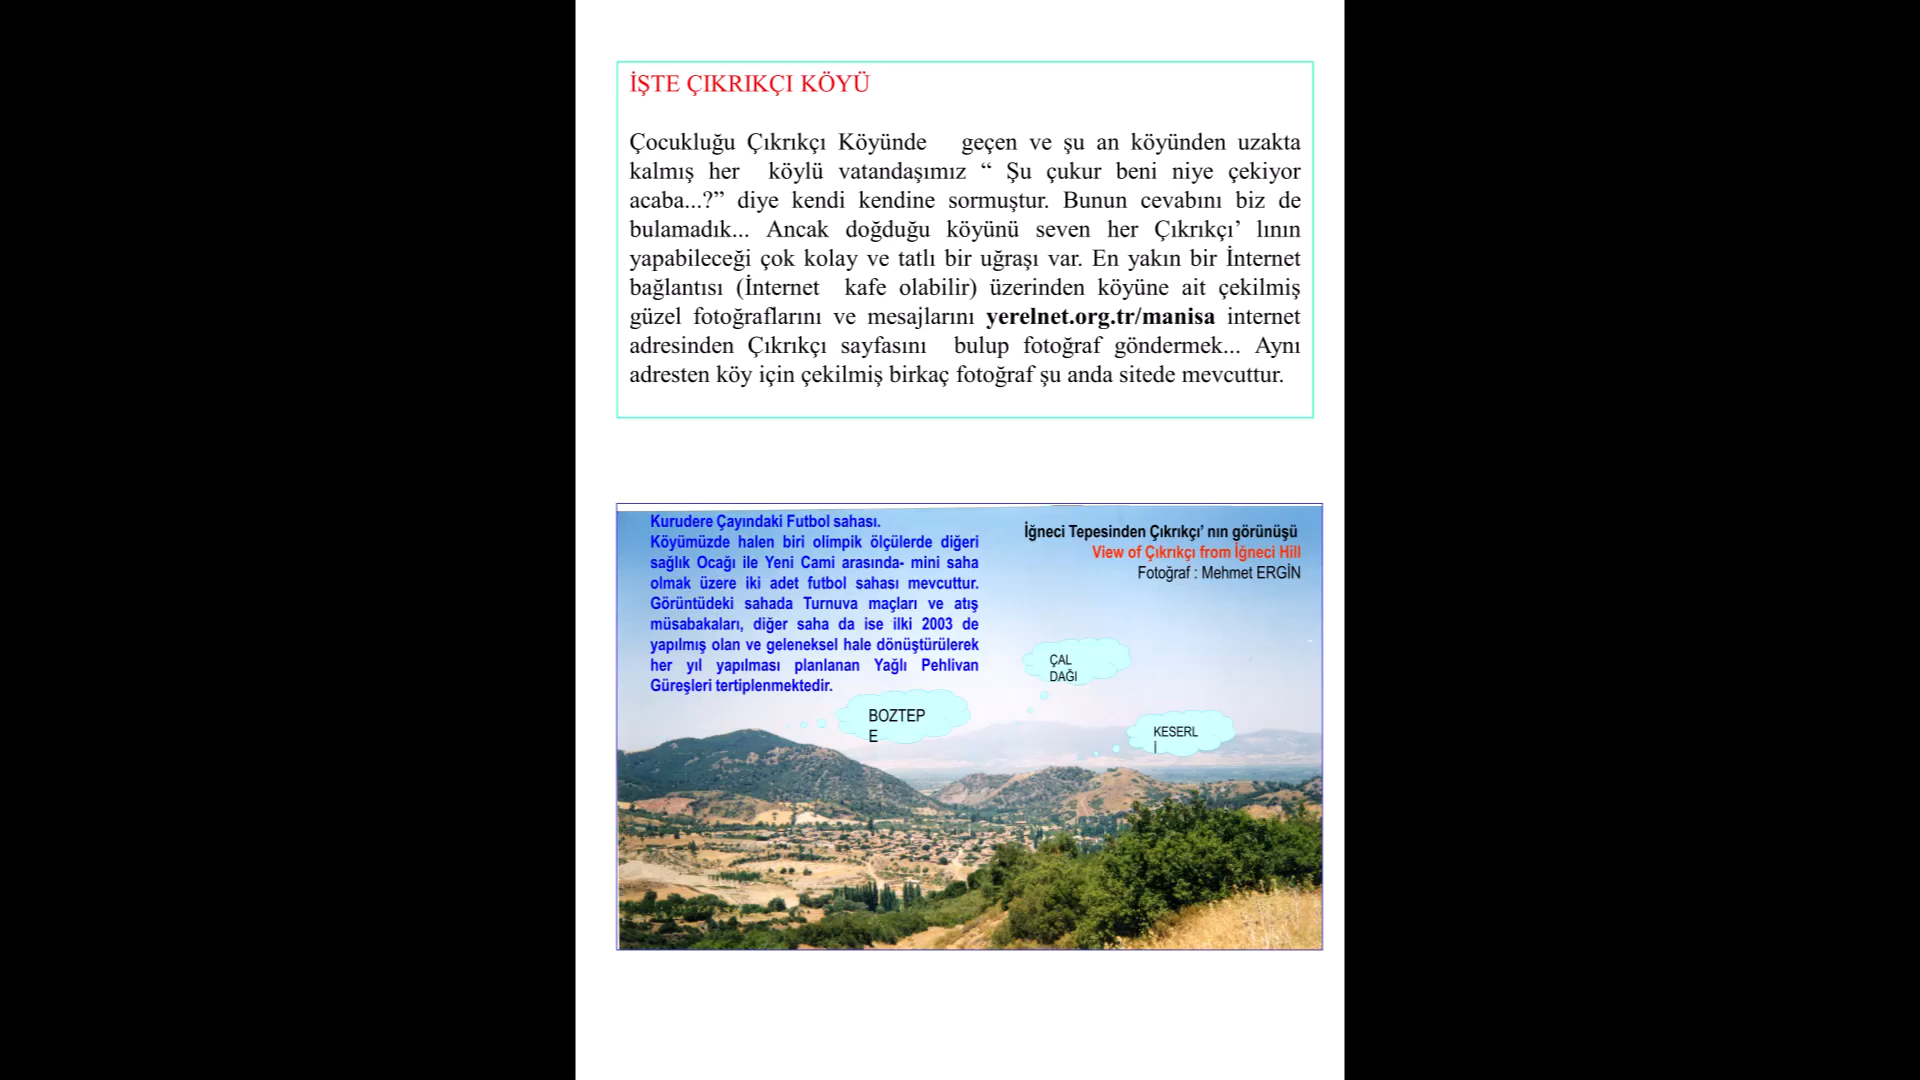 İŞTE ÇIKRIKÇI KÖYÜ
Çocukluğu Çıkrıkçı Köyünde geçen ve şu an köyünden uzakta
kalmış her köylü vatandaşımız “ Şu çukur beni niye çekiyor
acaba...?” diye kendi kendine sormuştur. Bunun cevabını biz de
bulamadık... Ancak doğduğu köyünü seven her Çıkrıkçı’ lının
yapabileceği çok kolay ve tatlı bir uğraşı var. En yakın bir İnternet
bağlantısı (İnternet kafe olabilir) üzerinden köyüne ait çekilmiş
güzel fotoğraflarını ve mesajlarını yerelnet.org.tr/manisa internet
adresinden Çıkrıkçı sayfasını bulup fotoğraf göndermek... Aynı
adresten köy için çekilmiş birkaç fotoğraf şu anda sitede mevcuttur.
Kurudere Çayındaki Futbol sahası.
Köyümüzde halen biri olimpik ölçülerde diğeri
sağlık Ocağı ile Yeni Cami arasında- mini saha
olmak üzere iki adet futbol sahası mevcuttur.
Görüntüdeki sahada Turnuva maçları ve atış
müsabakaları, diğer saha da ise ilki 2003 de
yapılmış olan ve geleneksel hale dönüştürülerek
her yıl yapılması planlanan Yağlı Pehlivan
Güreşleri tertiplenmektedir.
İğneci Tepesinden Çıkrıkçı’ nın görünüşü
View of Çıkrıkçı from İğneci Hill
Fotoğraf : Mehmet ERGİN
ÇAL
DAĞI
BOZTEP
E
KESERL
İ